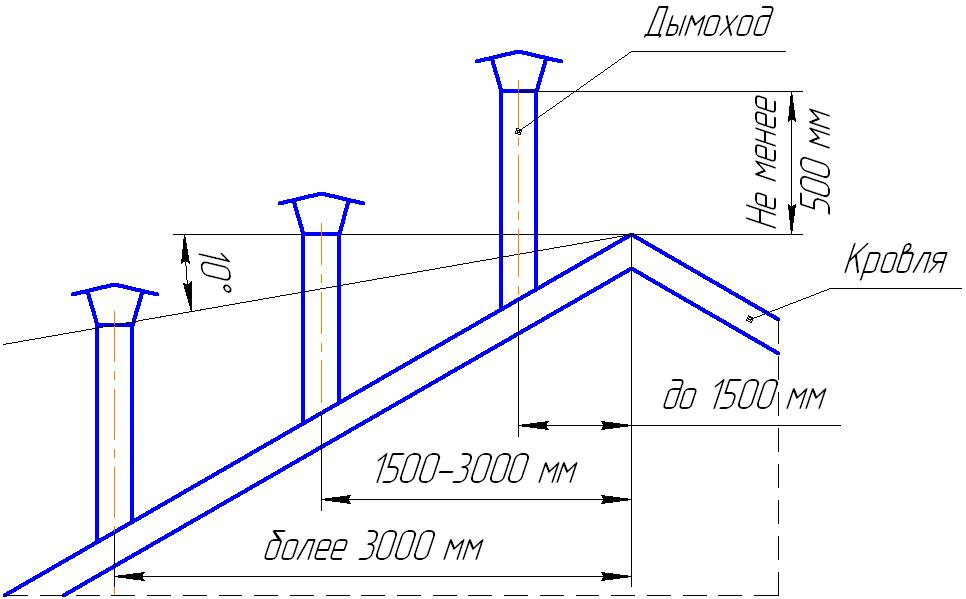 Дымоход
Не менее
500 мм
10°
Кровля
до 1500 мм
1500-3000 мм
более 3000 мм